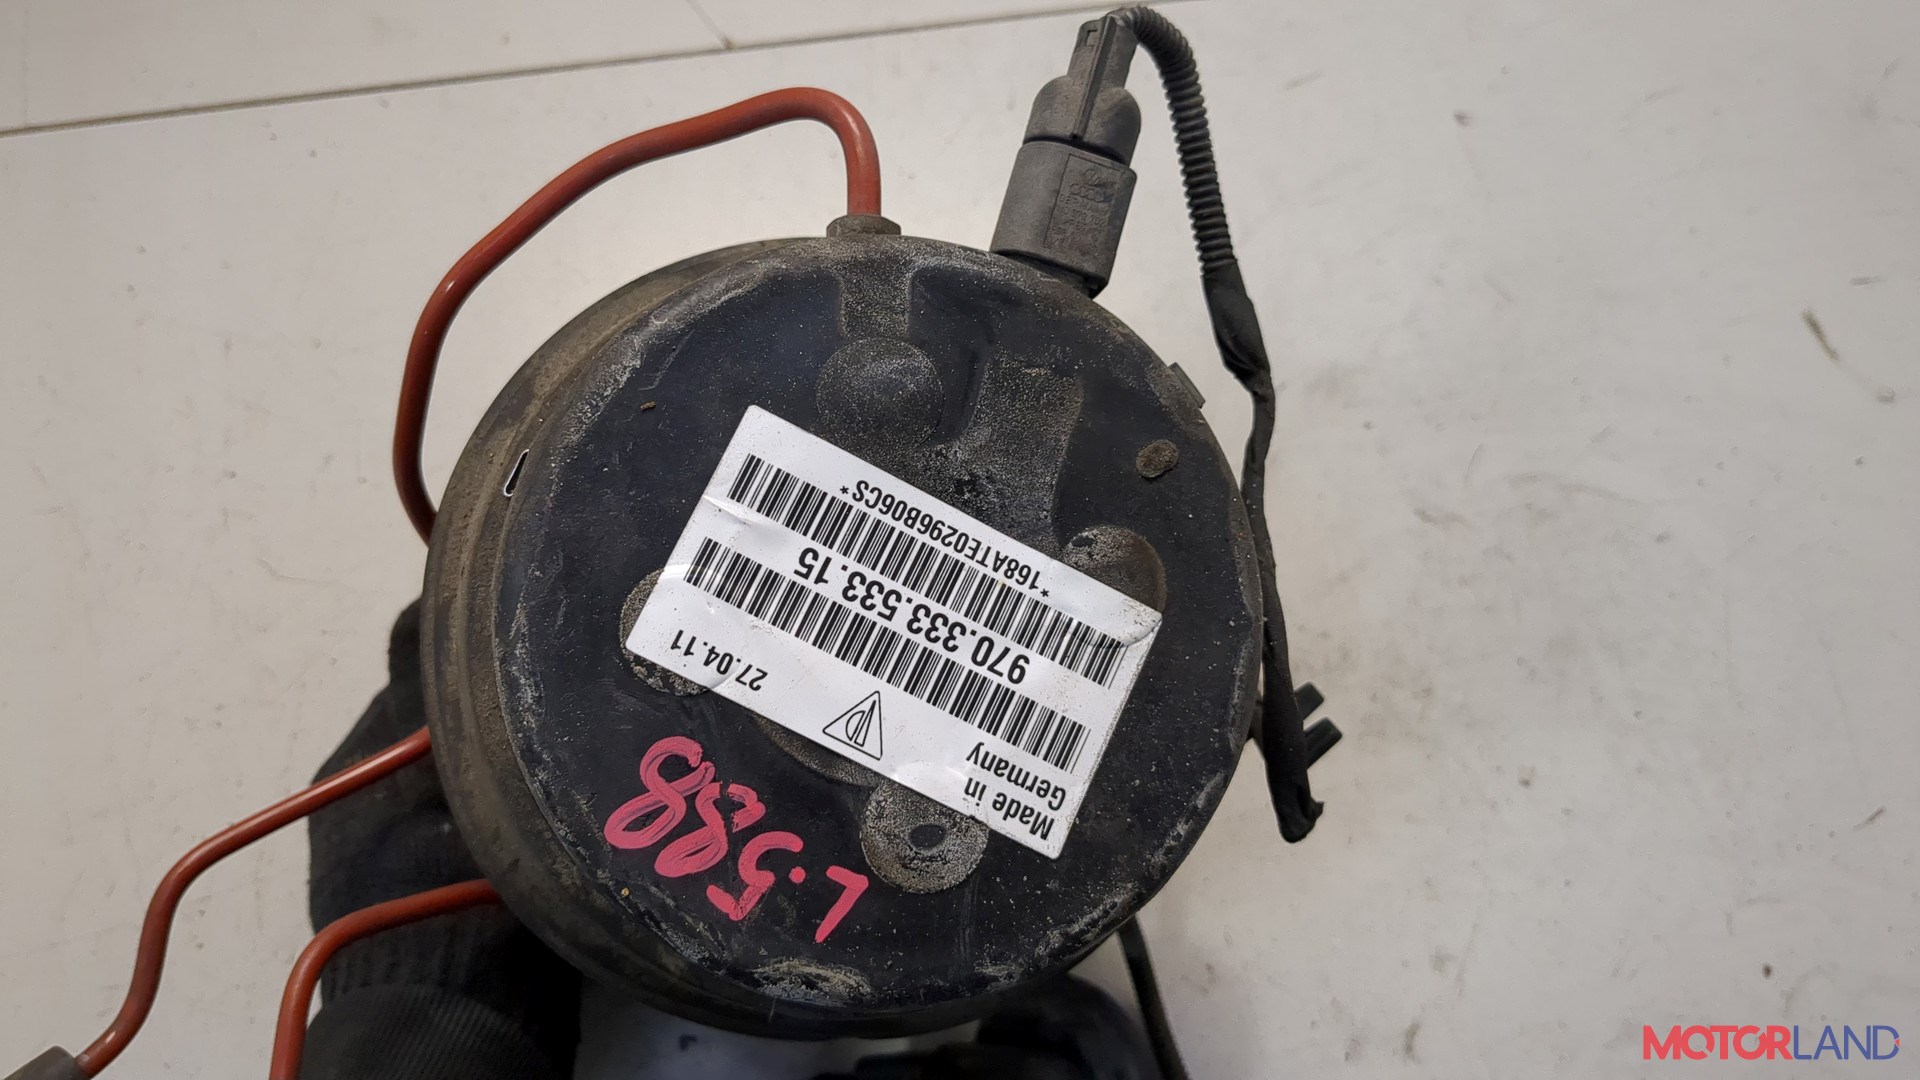 Made in
Germany
27.04.11
970.333.533.15
*168ATE0296B06CS*
L.588
MOTORLAND